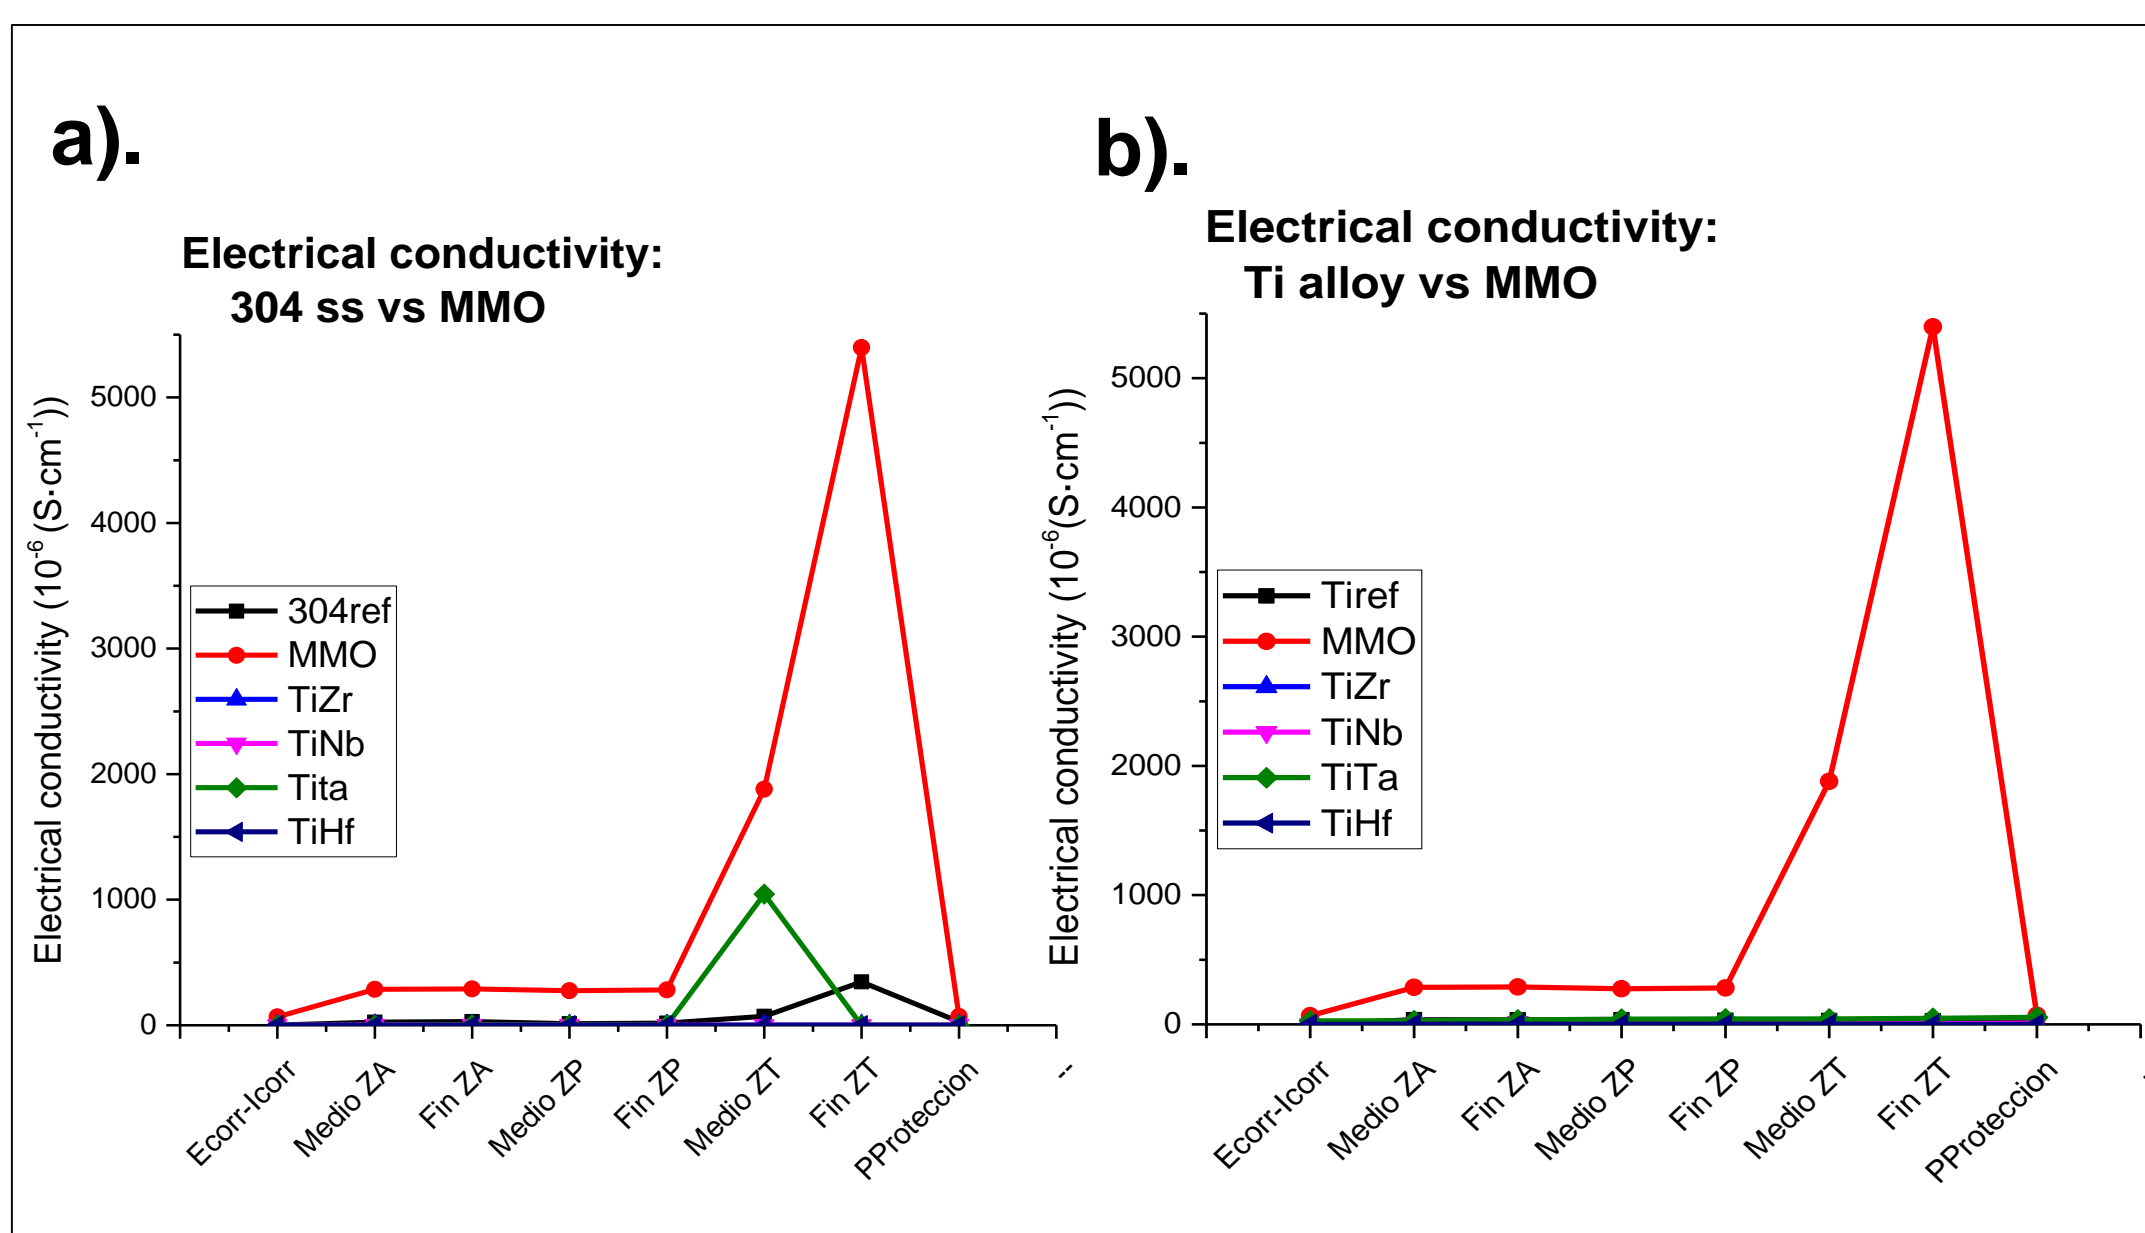 a).
Electrical conductivity:
304 ss vs MMO
Electrical conductivity (10⁻⁶ (S·cm⁻¹))
5000
4000
3000
2000
1000
0
304ref
MMO
TiZr
TiNb
Tita
TiHf
Ecorr-Icorr
Medio ZA
Fin ZA
Medio ZP
Fin ZP
Medio ZT
Fin ZT
PProteccion
--
b).
Electrical conductivity:
Ti alloy vs MMO
Electrical conductivity (10⁻⁶(S·cm⁻¹))
5000
4000
3000
2000
1000
0
Tiref
MMO
TiZr
TiNb
TiTa
TiHf
Ecorr-Icorr
Medio ZA
Fin ZA
Medio ZP
Fin ZP
Medio ZT
Fin ZT
PProteccion